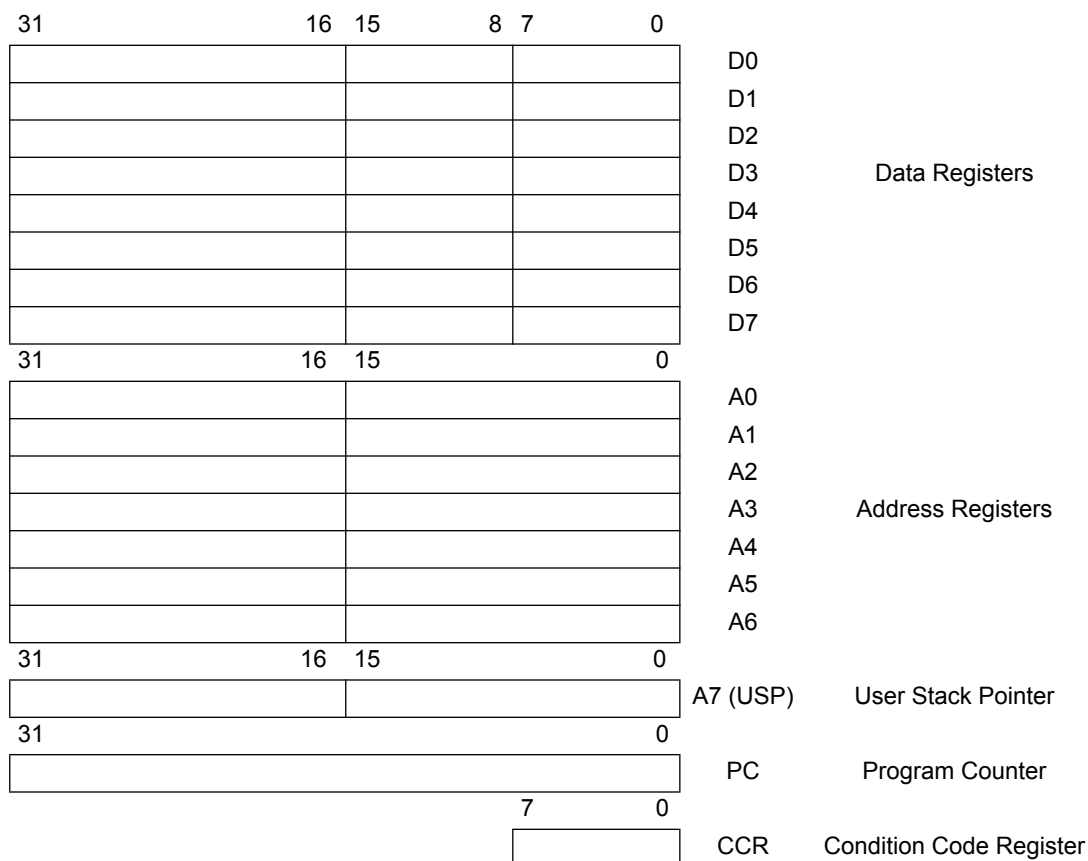 31 16 15 8 7 0
D0
D1
D2
D3 Data Registers
D4
D5
D6
D7
31 16 15 0
A0
A1
A2
A3 Address Registers
A4
A5
A6
31 16 15 0
A7 (USP) User Stack Pointer
31 0
PC Program Counter
7 0
CCR Condition Code Register